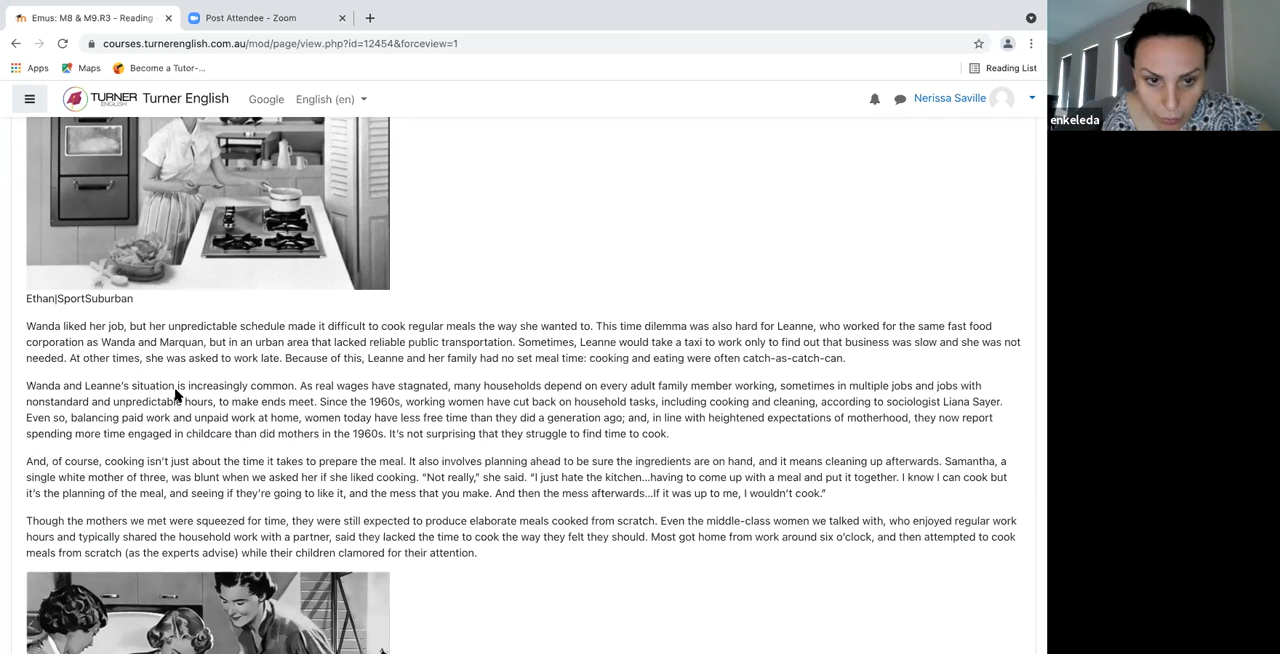 Emus: M8 & M9.R3 - Reading
Post Attendee - Zoom
courses.turnerenglish.com.au/mod/page/view.php?id=12454&forceview=1
Apps
Maps
Become a Tutor-...
Reading List
TURNER
ENGLISH
Turner English
Google
English (en)
Nerissa Saville
enkeleda
Ethan|SportSuburban
Wanda liked her job, but her unpredictable schedule made it difficult to cook regular meals the way she wanted to. This time dilemma was also hard for Leanne, who worked for the same fast food
corporation as Wanda and Marquan, but in an urban area that lacked reliable public transportation. Sometimes, Leanne would take a taxi to work only to find out that business was slow and she was not
needed. At other times, she was asked to work late. Because of this, Leanne and her family had no set meal time: cooking and eating were often catch-as-catch-can.
Wanda and Leanne's situation is increasingly common. As real wages have stagnated, many households depend on every adult family member working, sometimes in multiple jobs and jobs with
nonstandard and unpredictable hours, to make ends meet. Since the 1960s, working women have cut back on household tasks, including cooking and cleaning, according to sociologist Liana Sayer.
Even so, balancing paid work and unpaid work at home, women today have less free time than they did a generation ago; and, in line with heightened expectations of motherhood, they now report
spending more time engaged in childcare than did mothers in the 1960s. It's not surprising that they struggle to find time to cook.
And, of course, cooking isn't just about the time it takes to prepare the meal. It also involves planning ahead to be sure the ingredients are on hand, and it means cleaning up afterwards. Samantha, a
single white mother of three, was blunt when we asked her if she liked cooking. "Not really," she said. "I just hate the kitchen…having to come up with a meal and put it together. I know I can cook but
it's the planning of the meal, and seeing if they're going to like it, and the mess that you make. And then the mess afterwards…If it was up to me, I wouldn't cook."
Though the mothers we met were squeezed for time, they were still expected to produce elaborate meals cooked from scratch. Even the middle-class women we talked with, who enjoyed regular work
hours and typically shared the household work with a partner, said they lacked the time to cook the way they felt they should. Most got home from work around six o'clock, and then attempted to cook
meals from scratch (as the experts advise) while their children clamored for their attention.